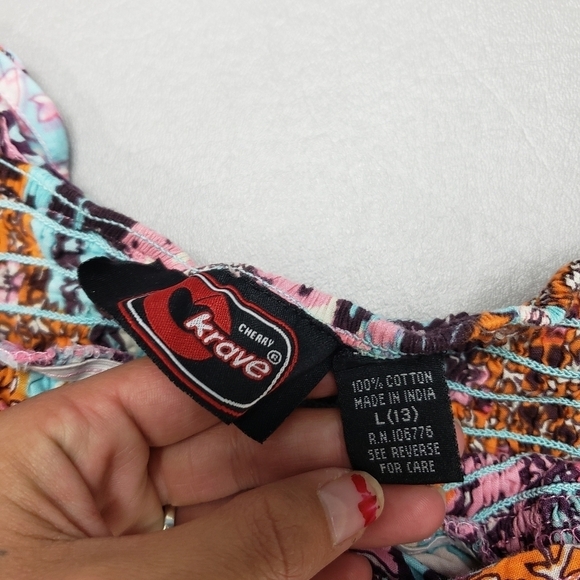 CHERRY
Krave®
100% COTTON
MADE IN INDIA
L(13)
R.N.106776
SEE REVERSE
FOR CARE